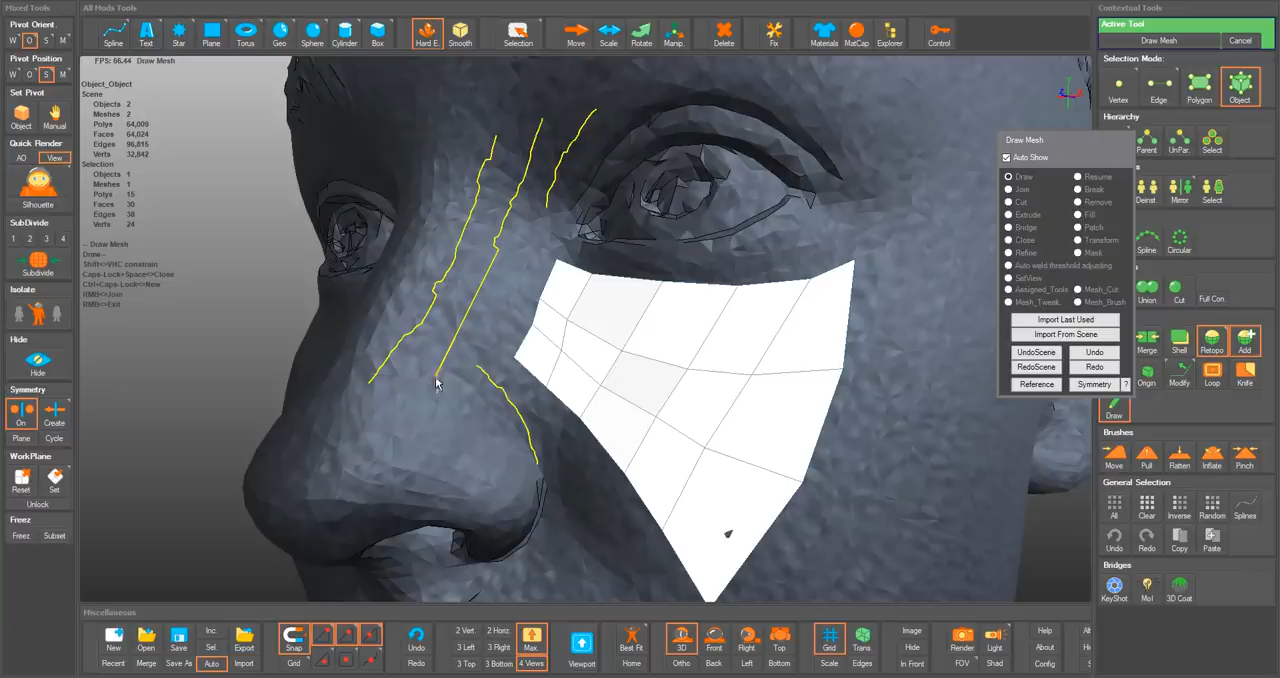 Mixed Tools
Pivot Orient.
W O S M
Pivot Position
W O S M
Set Pivot
Object Manual
Quick Render
AO View
Silhouette
SubDivide
1 2 3 4
Subdivide
Isolate
Hide
Hide
Symmetry
On Create
Plane Cycle
WorkPlane
Reset Set
Unlock
Freez
Freez Subset
All Mods Tools
Spline Text Star Plane Torus Geo Sphere Cylinder Box Hard E. Smooth Selection Move Scale Rotate Manip. Delete Fix Materials MatCap Explorer Control
FPS: 66.44 Draw Mesh
Object_Object
Scene
Objects 2
Meshes 2
Polys 64,009
Faces 64,024
Edges 96,815
Verts 32,842
Selection
Objects 1
Meshes 1
Polys 15
Faces 30
Edges 38
Verts 24
-- Draw Mesh
Draw--
Shift<>VHC constraint
Caps-Lock+Space<>Close
Ctrl+Caps-Lock<>New
RMB<>Join
RMB<>Exit
Draw Mesh
Auto Show
Draw Resume
Join Break
Cut Remove
Extrude Fill
Bridge Patch
Close Transform
Refine Mask
Auto weld threshold adjusting
SetView
Assigned_Tools Mesh_Cut
Mesh_Tweak. Mesh_Brush
Import Last Used
Import From Scene
UndoScene Undo
RedoScene Redo
Reference Symmetry ?
Contextual Tools
Active Tool
Draw Mesh Cancel
Selection Mode:
Vertex Edge Polygon Object
Hierarchy
Parent UnPar. Select
Deinst. Mirror Select
Spline Circular
Union Cut Full Con.
Merge Shell Retopo Add
Origin Modify Loop Knife
Draw
Brushes
Move Pull Flatten Inflate Pinch
General Selection
All Clear Inverse Random Splines
Undo Redo Copy Paste
Bridges
KeyShot MoI 3D Coat
Miscellaneous
New Open Save Inc. Export Snap Undo 2 Vert. 2 Horz. Max. Viewport Best Fit 3D Front Right Top Grid Trans. Image Render Light Help
Sel. 3 Left 3 Right Hide About
Recent Merge Save As Auto Import Grid Redo 3 Top 3 Bottom 4 Views Home Ortho Back Left Bottom Scale Edges In Front FOV Shad Config